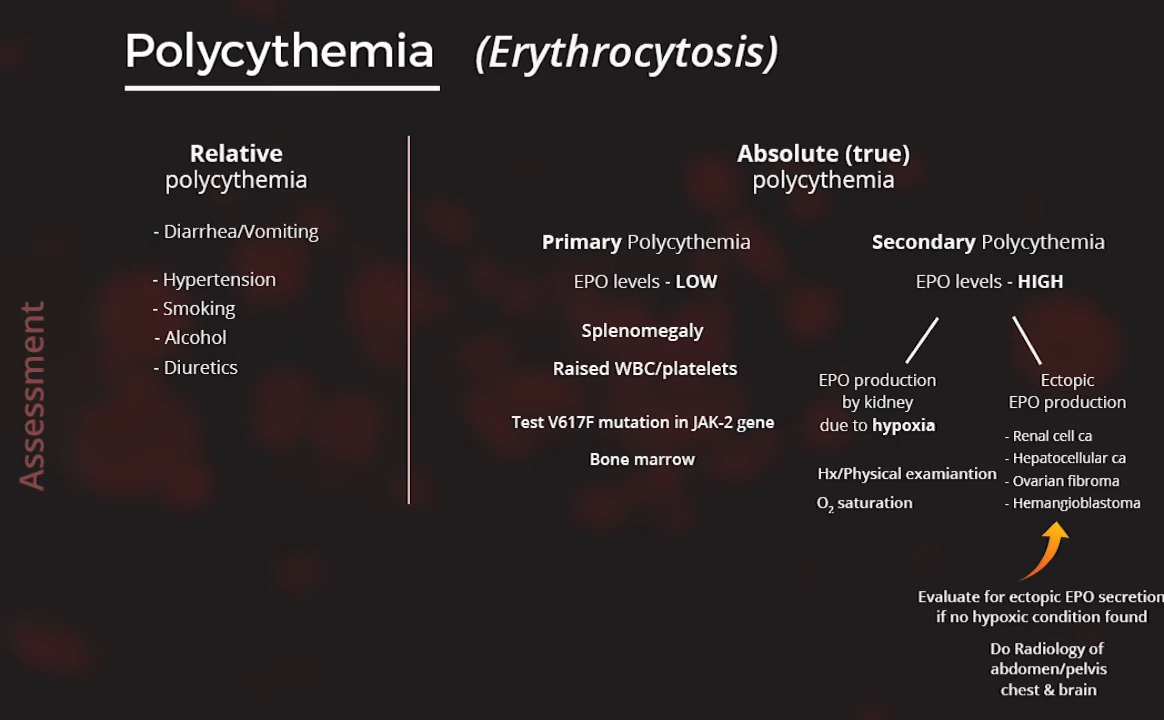 Polycythemia (Erythrocytosis)
Assessment
Relative
polycythemia
- Diarrhea/Vomiting
- Hypertension
- Smoking
- Alcohol
- Diuretics
Absolute (true)
polycythemia
Primary Polycythemia
EPO levels - LOW
Splenomegaly
Raised WBC/platelets
Test V617F mutation in JAK-2 gene
Bone marrow
Secondary Polycythemia
EPO levels - HIGH
EPO production
by kidney
due to hypoxia
Hx/Physical examiantion
O₂ saturation
Ectopic
EPO production
- Renal cell ca
- Hepatocellular ca
- Ovarian fibroma
- Hemangioblastoma
Evaluate for ectopic EPO secretion
if no hypoxic condition found
Do Radiology of
abdomen/pelvis
chest & brain